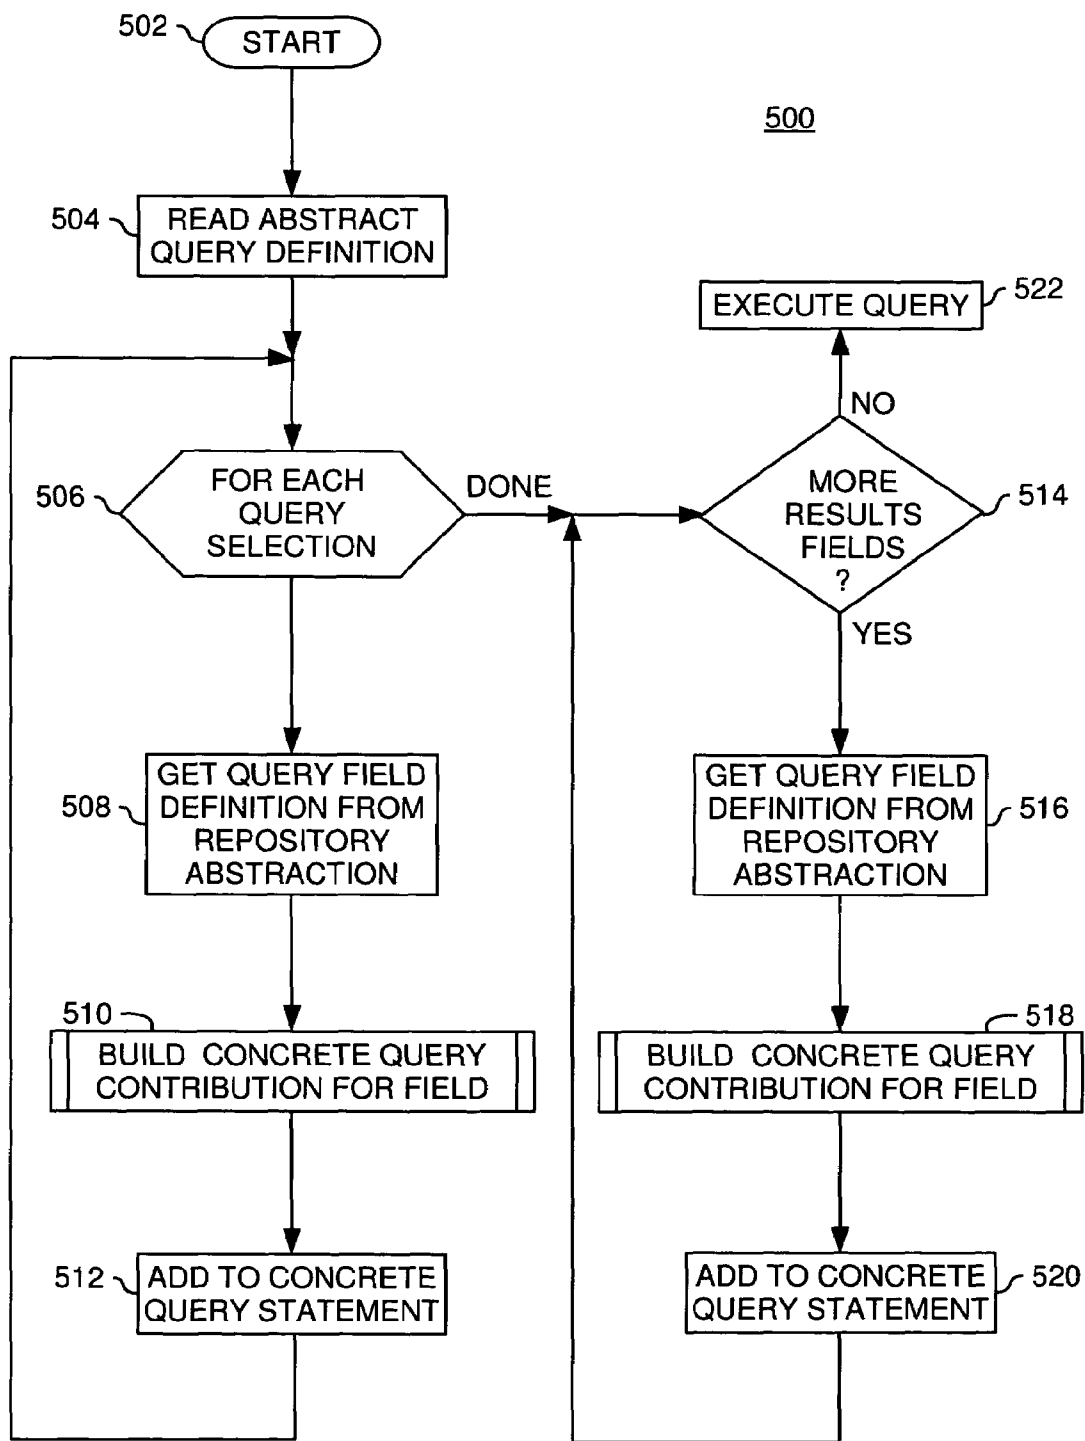 502
START
500
504
READ ABSTRACT
QUERY DEFINITION
EXECUTE QUERY
522
NO
506
FOR EACH
QUERY
SELECTION
DONE
MORE
RESULTS
FIELDS
?
514
YES
508
GET QUERY FIELD
DEFINITION FROM
REPOSITORY
ABSTRACTION
GET QUERY FIELD
DEFINITION FROM
REPOSITORY
ABSTRACTION
516
510
BUILD CONCRETE QUERY
CONTRIBUTION FOR FIELD
518
BUILD CONCRETE QUERY
CONTRIBUTION FOR FIELD
512
ADD TO CONCRETE
QUERY STATEMENT
ADD TO CONCRETE
QUERY STATEMENT
520